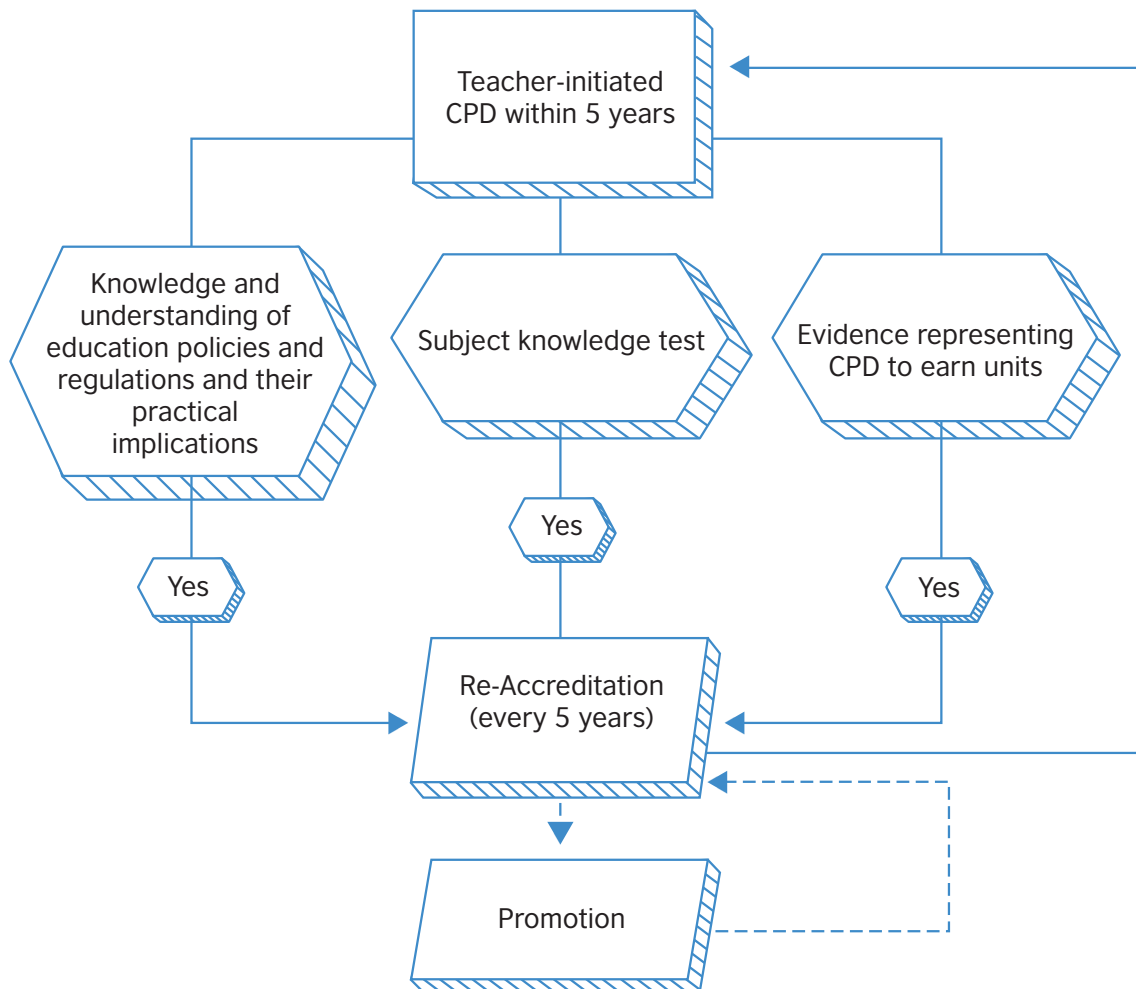 Teacher-initiated
CPD within 5 years
Knowledge and
understanding of
education policies and
regulations and their
practical
implications
Subject knowledge test
Evidence representing
CPD to earn units
Yes
Yes
Yes
Re-Accreditation
(every 5 years)
Promotion